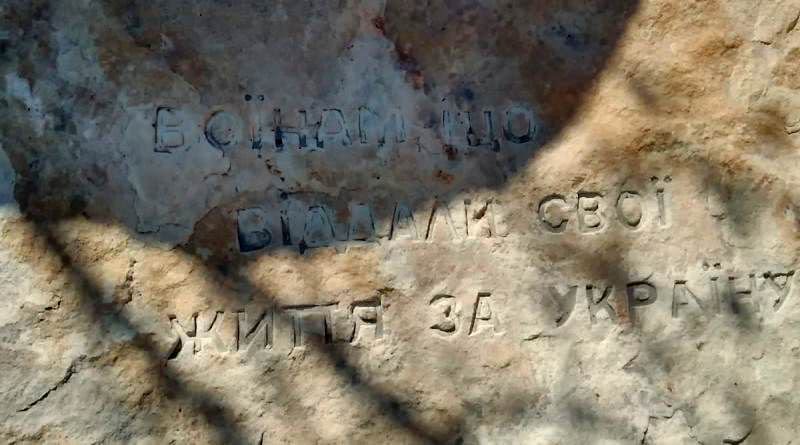 ВОЇНАМ ЩО
ВІДДАЛИ СВОЇ
ЖИТТЯ ЗА УКРАЇНУ